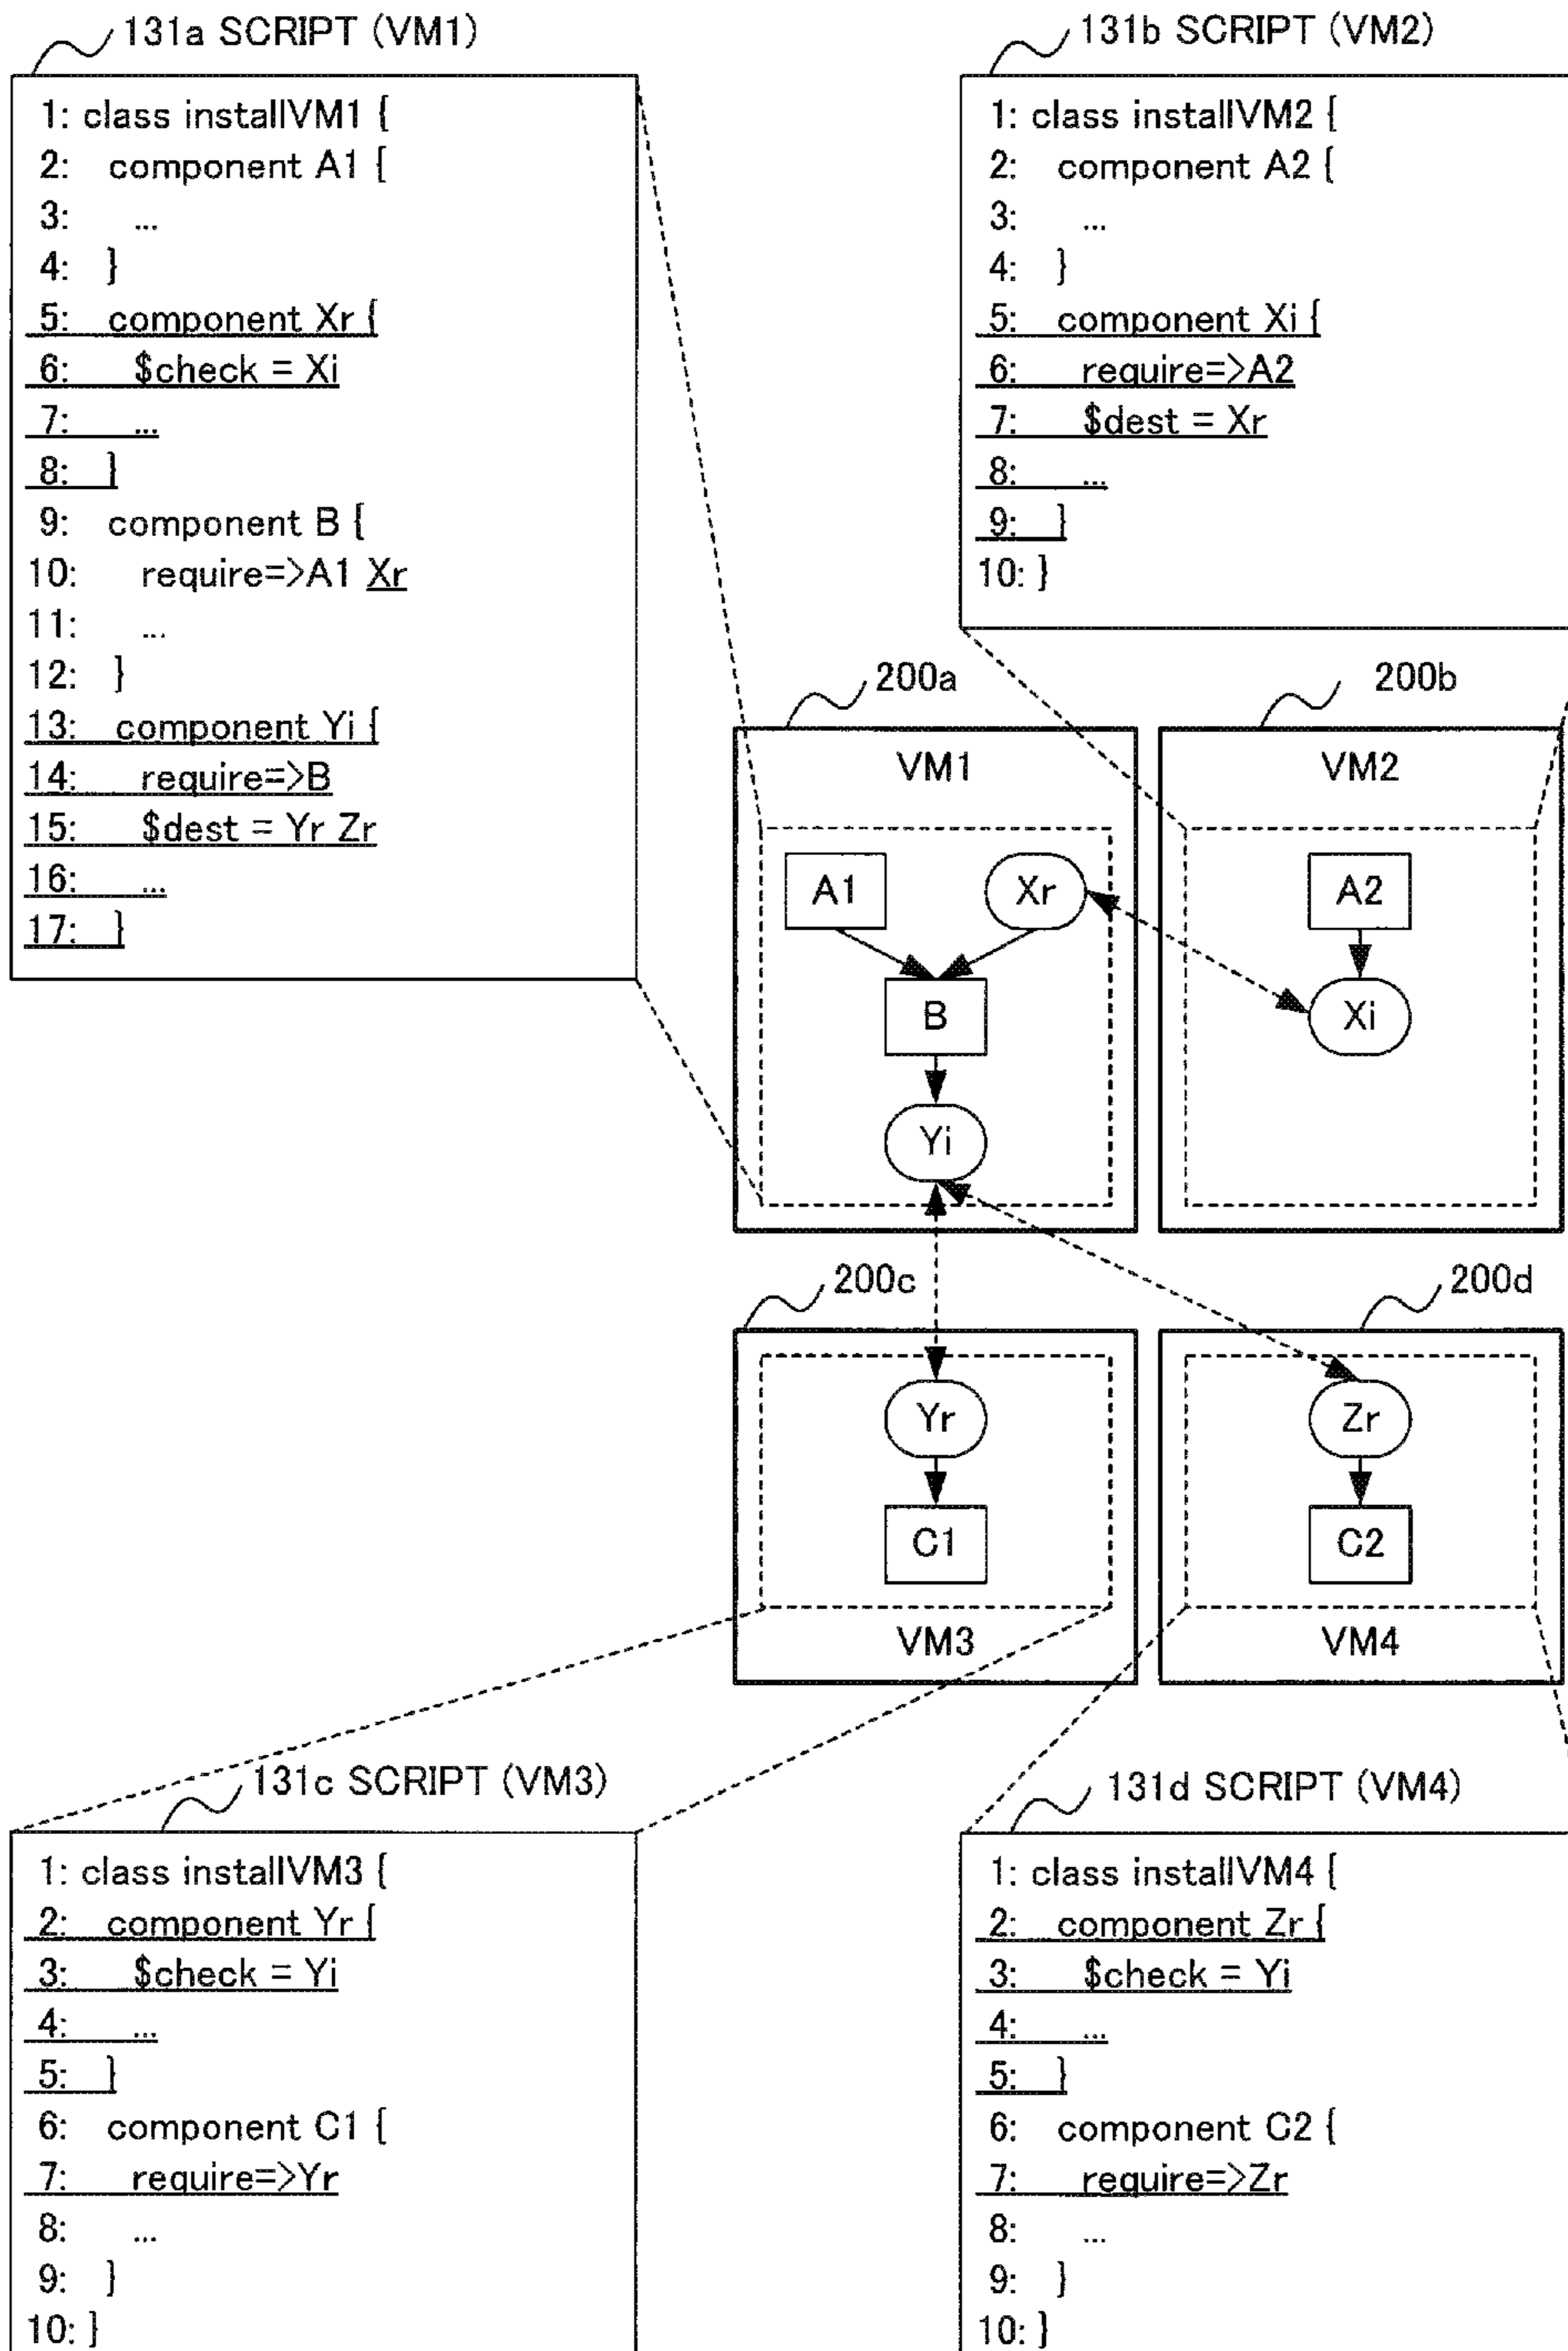 131a SCRIPT (VM1)
1: class installVM1 {
2: component A1 {
3: ...
4: }
5: component Xr {
6: $check = Xi
7: ...
8: }
9: component B {
10: require=>A1 Xr
11: ...
12: }
13: component Yi {
14: require=>B
15: $dest = Yr Zr
16: ...
17: }
131b SCRIPT (VM2)
1: class installVM2 {
2: component A2 {
3: ...
4: }
5: component Xi {
6: require=>A2
7: $dest = Xr
8: ...
9: }
10: }
200a
VM1
A1
Xr
B
Yi
200b
VM2
A2
Xi
200c
Yr
C1
VM3
200d
Zr
C2
VM4
131c SCRIPT (VM3)
1: class installVM3 {
2: component Yr {
3: $check = Yi
4: ...
5: }
6: component C1 {
7: require=>Yr
8: ...
9: }
10: }
131d SCRIPT (VM4)
1: class installVM4 {
2: component Zr {
3: $check = Yi
4: ...
5: }
6: component C2 {
7: require=>Zr
8: ...
9: }
10: }